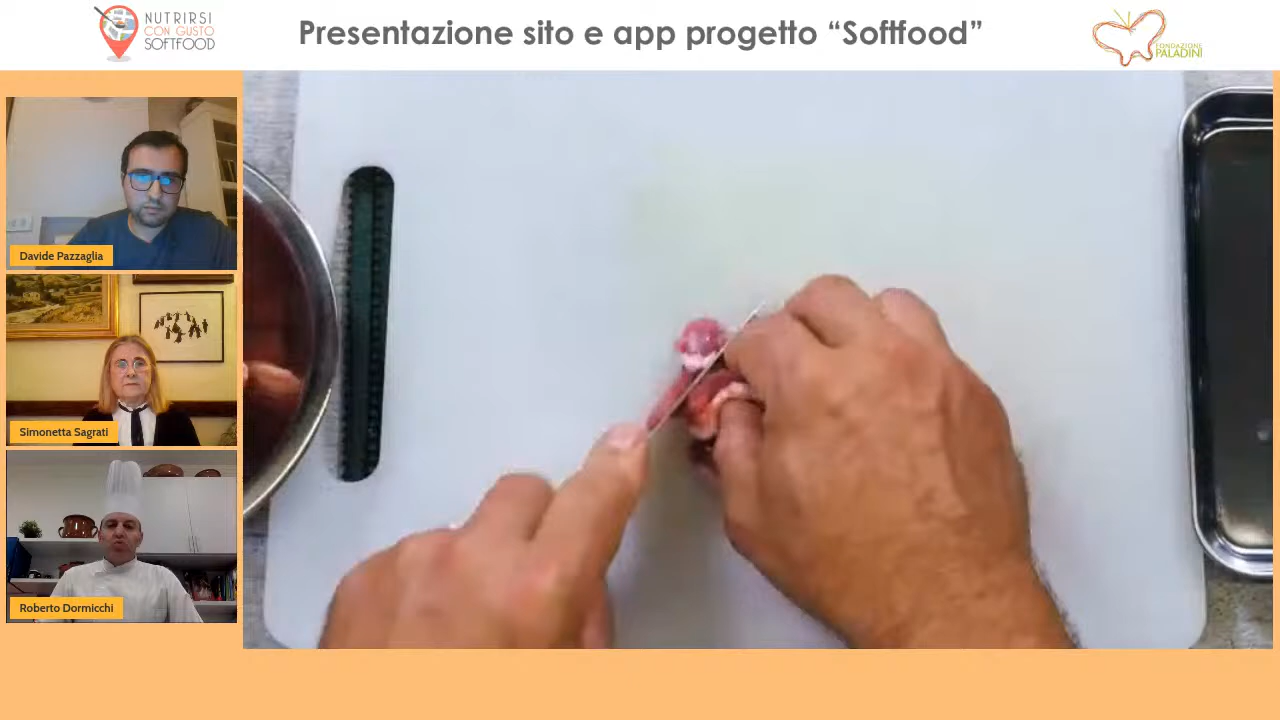 NUTRIRSI
CON GUSTO
SOFTFOOD
Presentazione sito e app progetto “Softfood”
FONDAZIONE
PALADINI
Davide Pazzaglia
Simonetta Sagrati
Roberto Dormicchi